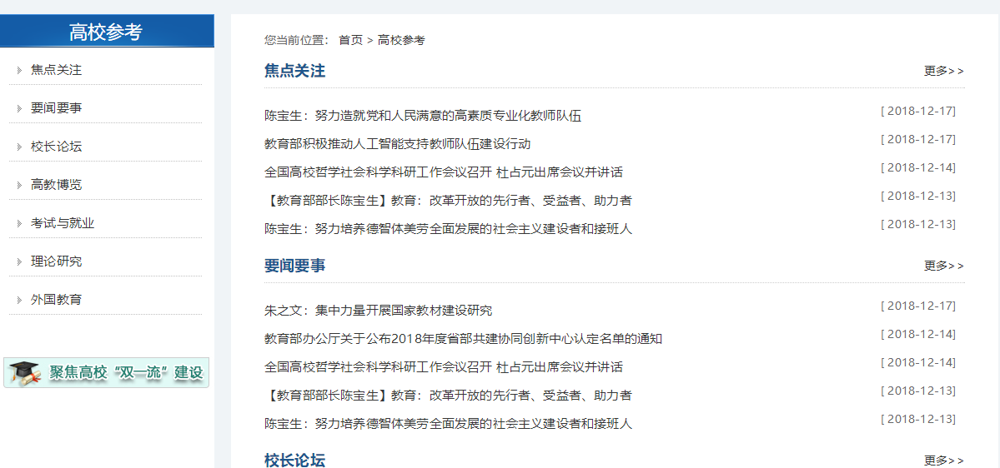 高校参考
焦点关注
要闻要事
校长论坛
高教博览
考试与就业
理论研究
外国教育
聚焦高校“双一流”建设
您当前位置： 首页 > 高校参考
焦点关注 更多>>
陈宝生：努力造就党和人民满意的高素质专业化教师队伍 [ 2018-12-17]
教育部积极推动人工智能支持教师队伍建设行动 [ 2018-12-17]
全国高校哲学社会科学科研工作会议召开 杜占元出席会议并讲话 [ 2018-12-14]
【教育部部长陈宝生】教育：改革开放的先行者、受益者、助力者 [ 2018-12-13]
陈宝生：努力培养德智体美劳全面发展的社会主义建设者和接班人 [ 2018-12-13]
要闻要事 更多>>
朱之文：集中力量开展国家教材建设研究 [ 2018-12-17]
教育部办公厅关于公布2018年度省部共建协同创新中心认定名单的通知 [ 2018-12-14]
全国高校哲学社会科学科研工作会议召开 杜占元出席会议并讲话 [ 2018-12-14]
【教育部部长陈宝生】教育：改革开放的先行者、受益者、助力者 [ 2018-12-13]
陈宝生：努力培养德智体美劳全面发展的社会主义建设者和接班人 [ 2018-12-13]
校长论坛 更多>>